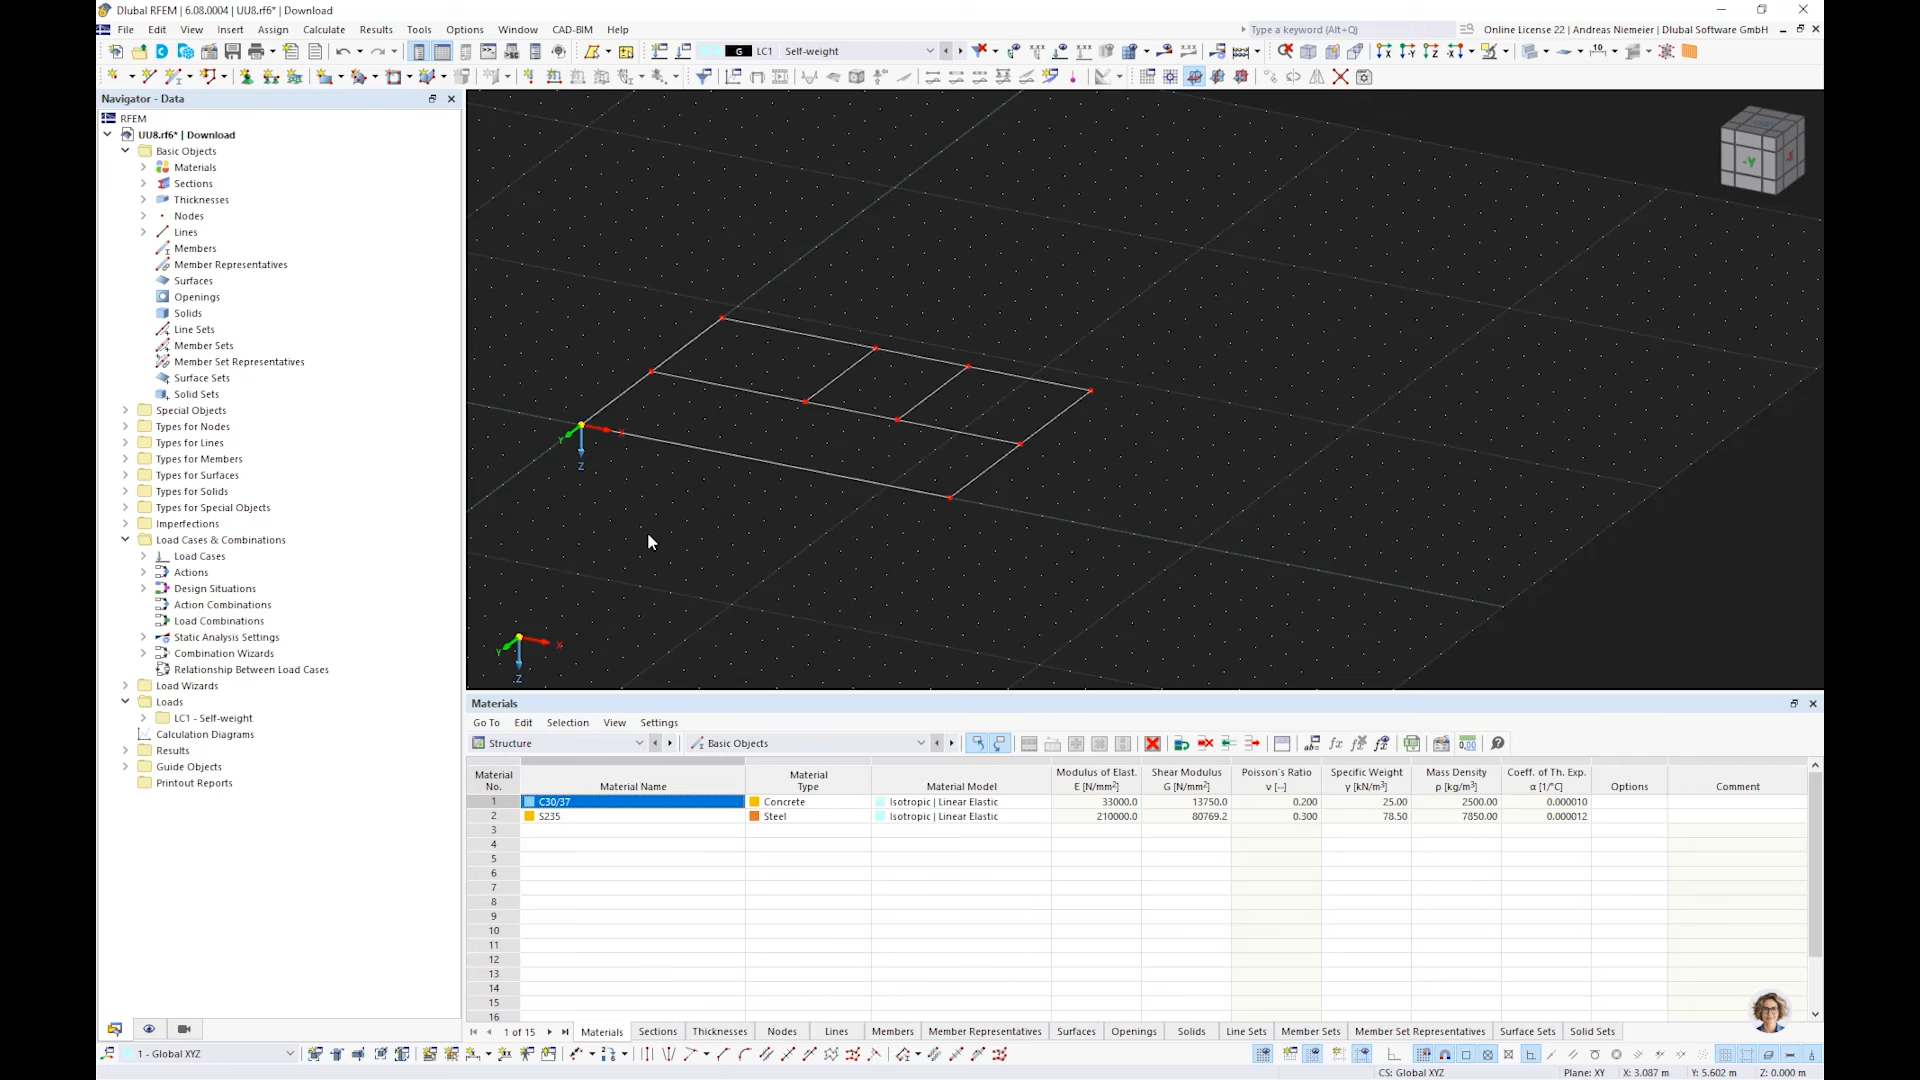 Dlubal RFEM | 6.08.0004 | UU8.rf6* | Download
File Edit View Insert Assign Calculate Results Tools Options Window CAD-BIM Help
Type a keyword (Alt+Q)
Online License 22 | Andreas Niemeier | Dlubal Software GmbH
G LC1 Self-weight
Navigator - Data
RFEM
UU8.rf6* | Download
Basic Objects
Materials
Sections
Thicknesses
Nodes
Lines
Members
Member Representatives
Surfaces
Openings
Solids
Line Sets
Member Sets
Member Set Representatives
Surface Sets
Solid Sets
Special Objects
Types for Nodes
Types for Lines
Types for Members
Types for Surfaces
Types for Solids
Types for Special Objects
Imperfections
Load Cases & Combinations
Load Cases
Actions
Design Situations
Action Combinations
Load Combinations
Static Analysis Settings
Combination Wizards
Relationship Between Load Cases
Load Wizards
Loads
LC1 - Self-weight
Calculation Diagrams
Results
Guide Objects
Printout Reports
1 - Global XYZ
-Y
X
Y
X
Z
Y
X
Z
Materials
Go To Edit Selection View Settings
Structure
Basic Objects
Material No. Material Name Material Type Material Model Modulus of Elast. E [N/mm²] Shear Modulus G [N/mm²] Poisson's Ratio ν [--] Specific Weight γ [kN/m³] Mass Density ρ [kg/m³] Coeff. of Th. Exp. α [1/°C] Options Comment
1 C30/37 Concrete Isotropic | Linear Elastic 33000.0 13750.0 0.200 25.00 2500.00 0.000010
2 S235 Steel Isotropic | Linear Elastic 210000.0 80769.2 0.300 78.50 7850.00 0.000012
3
4
5
6
7
8
9
10
11
12
13
14
15
16
1 of 15 Materials Sections Thicknesses Nodes Lines Members Member Representatives Surfaces Openings Solids Line Sets Member Sets Member Set Representatives Surface Sets Solid Sets
CS: Global XYZ Plane: XY X: 3.087 m Y: 5.602 m Z: 0.000 m